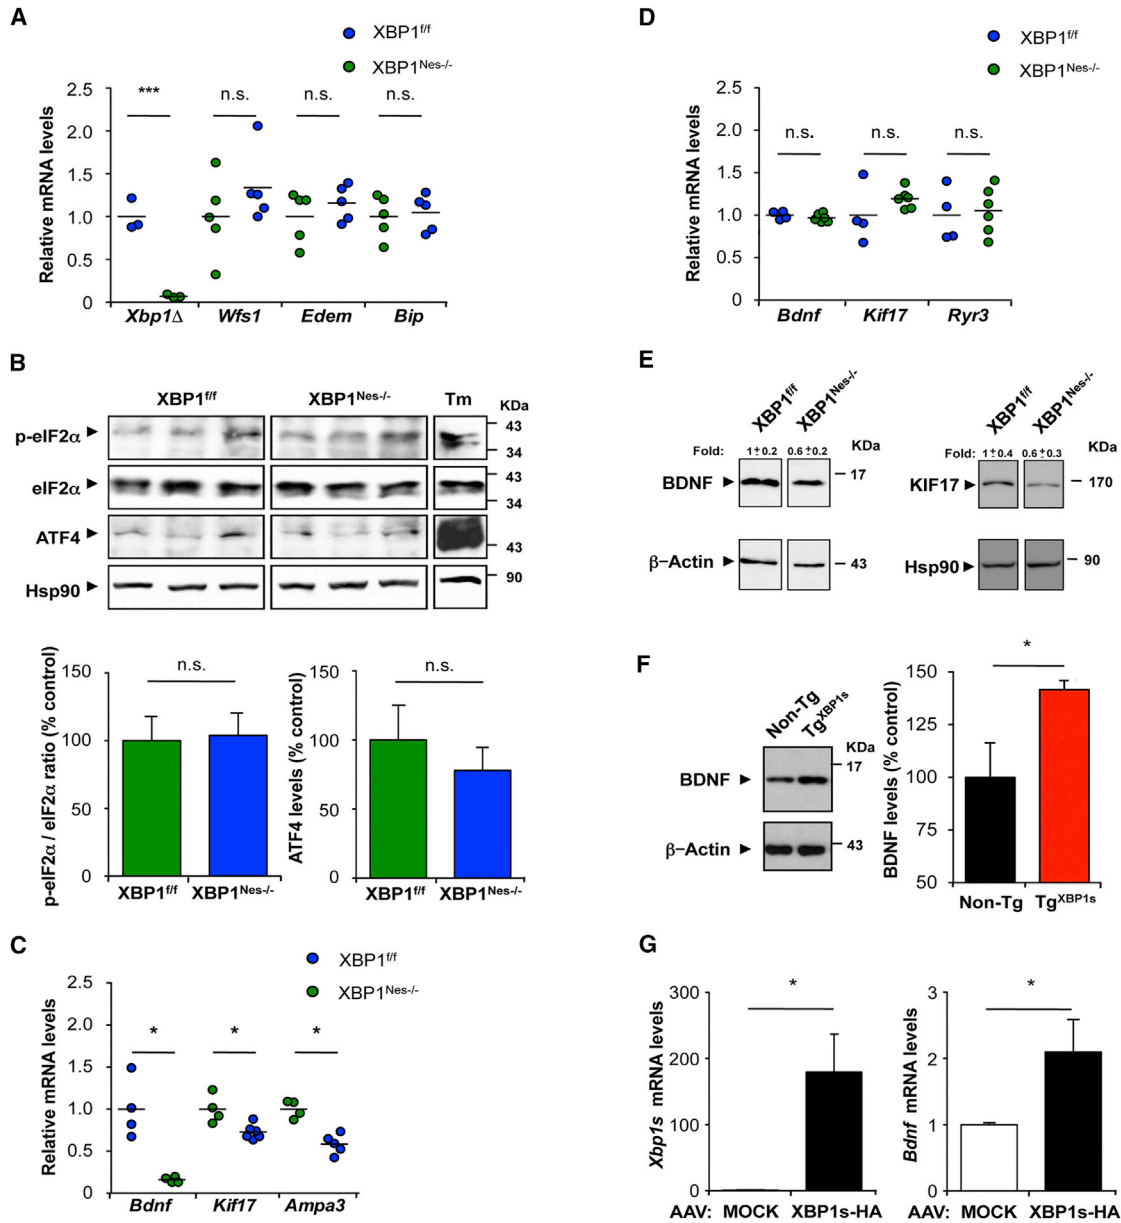 A
XBP1f/f
XBP1Nes-/-
Relative mRNA levels
2.5
2.0
1.5
1.0
0.5
0
***
n.s.
n.s.
n.s.
Xbp1Δ
Wfs1
Edem
Bip
B
XBP1f/f
XBP1Nes-/-
Tm
KDa
p-eIF2α
43
34
eIF2α
43
34
ATF4
43
Hsp90
90
p-eIF2α / eIF2α ratio (% control)
150
100
50
0
n.s.
XBP1f/f
XBP1Nes-/-
ATF4 levels (% control)
150
100
50
0
n.s.
XBP1f/f
XBP1Nes-/-
C
XBP1f/f
XBP1Nes-/-
Relative mRNA levels
2.5
2.0
1.5
1.0
0.5
0
*
*
*
Bdnf
Kif17
Ampa3
D
XBP1f/f
XBP1Nes-/-
Relative mRNA levels
2.5
2.0
1.5
1.0
0.5
0
n.s.
n.s.
n.s.
Bdnf
Kif17
Ryr3
E
XBP1f/f
XBP1Nes-/-
KDa
Fold: 1±0.2 0.6±0.2
BDNF
17
β−Actin
43
XBP1f/f
XBP1Nes-/-
KDa
Fold: 1±0.4 0.6±0.3
KIF17
170
Hsp90
90
F
Non-Tg
TgXBP1s
KDa
BDNF
17
β−Actin
43
BDNF levels (% control)
150
125
100
75
50
*
Non-Tg
TgXBP1s
G
Xbp1s mRNA levels
300
200
100
0
*
AAV: MOCK XBP1s-HA
Bdnf mRNA levels
3
2
1
0
*
AAV: MOCK XBP1s-HA